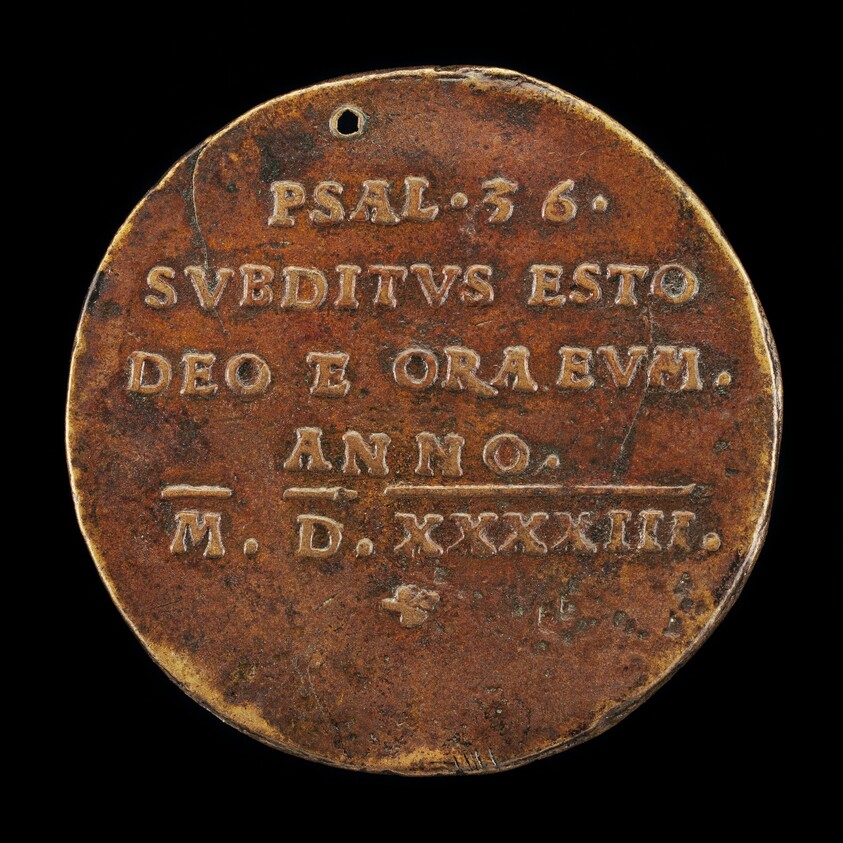 PSAL·36·
SVBDITVS ESTO
DEO E ORA EVM.
ANNO.
M. D. XXXXIII.